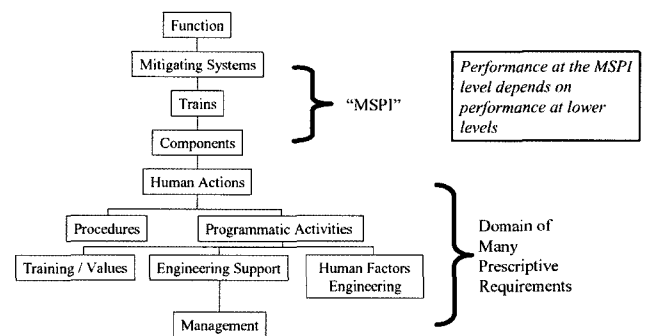 Function
Mitigating Systems
Trains
Components
Human Actions
Procedures
Programmatic Activities
Training / Values
Engineering Support
Human Factors
Engineering
Management
"MSPI"
Performance at the MSPI
level depends on
performance at lower
levels
Domain of
Many
Prescriptive
Requirements